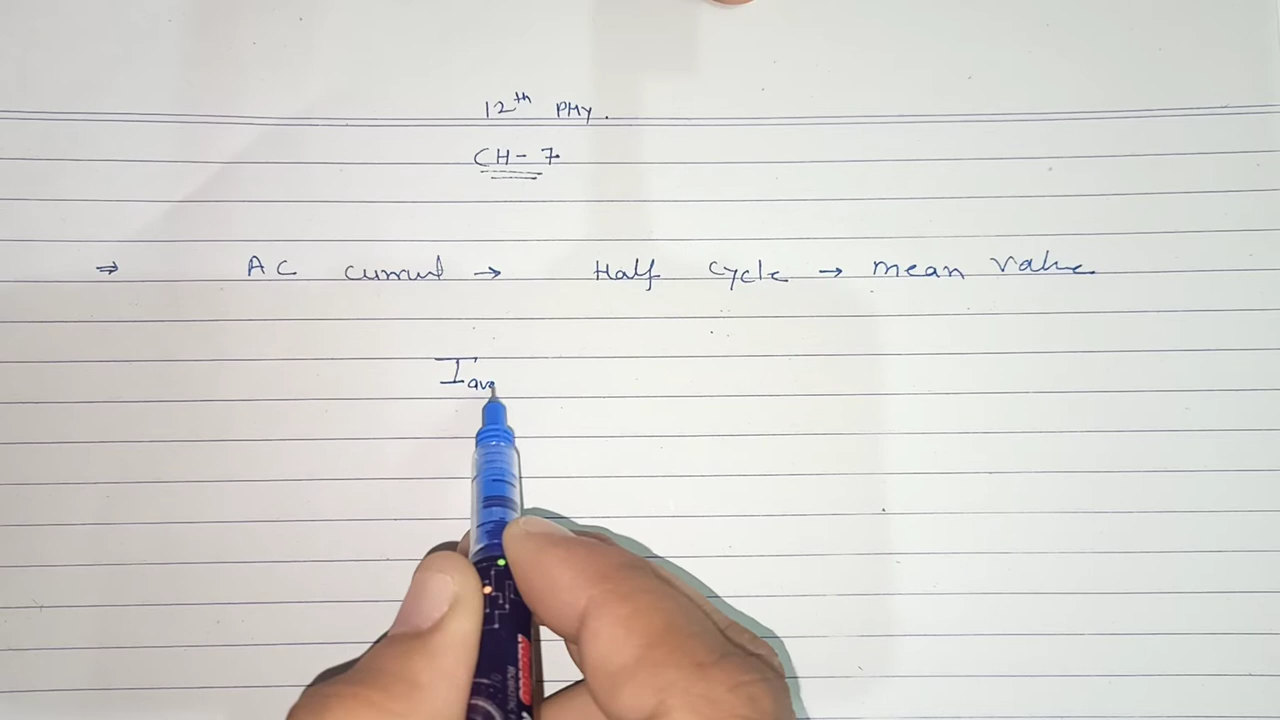 12th PHY.
CH-7
⇒ AC current → Half cycle → mean value
Iavg